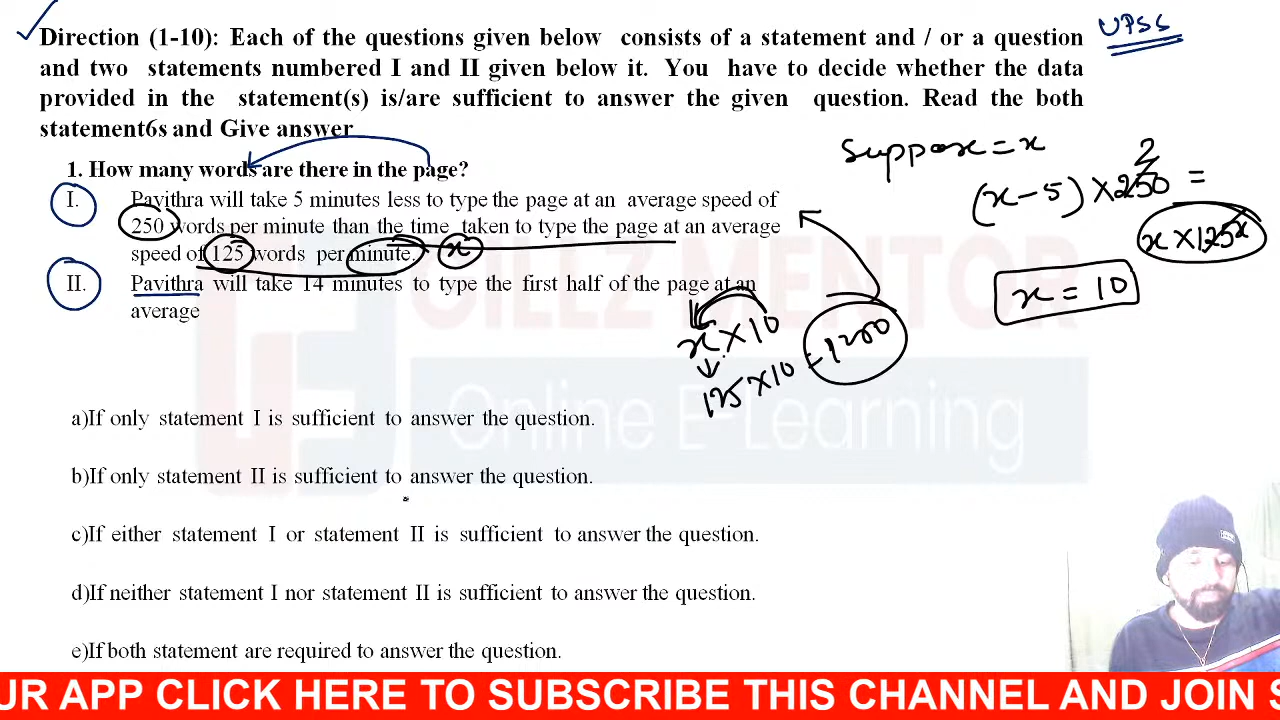 Direction (1-10): Each of the questions given below consists of a statement and / or a question
and two statements numbered I and II given below it. You have to decide whether the data
provided in the statement(s) is/are sufficient to answer the given question. Read the both
statement6s and Give answer
UPSS
1. How many words are there in the page?
I. Pavithra will take 5 minutes less to type the page at an average speed of
250 words per minute than the time taken to type the page at an average
speed of 125 words per minute. x
II. Pavithra will take 14 minutes to type the first half of the page at an
average
x = x
(x - 5) × 250 =
2
x × 125x
x = 10
x × 10
125 × 10 = 1250
GILLZ MENTOR
Online E-Learning
a)If only statement I is sufficient to answer the question.
b)If only statement II is sufficient to answer the question.
c)If either statement I or statement II is sufficient to answer the question.
d)If neither statement I nor statement II is sufficient to answer the question.
e)If both statement are required to answer the question.
UR APP CLICK HERE TO SUBSCRIBE THIS CHANNEL AND JOIN S